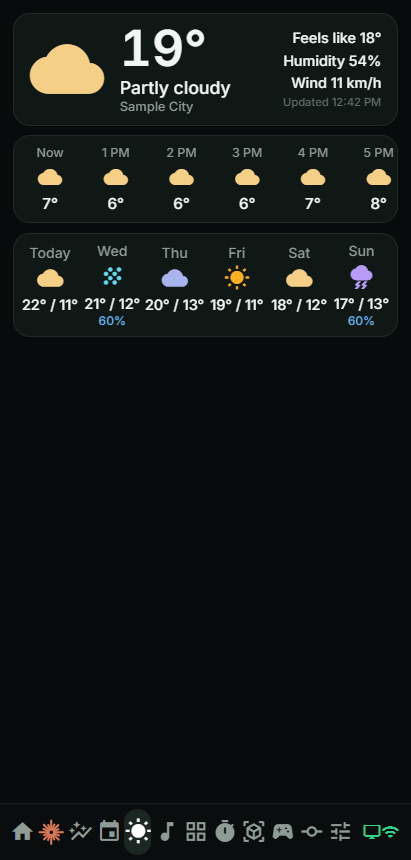 19°
Partly cloudy
Sample City
Feels like 18°
Humidity 54%
Wind 11 km/h
Updated 12:42 PM
Now 1 PM 2 PM 3 PM 4 PM 5 PM
7° 6° 6° 6° 7° 8°
Today Wed Thu Fri Sat Sun
22° / 11° 21° / 12° 20° / 13° 19° / 11° 18° / 12° 17° / 13°
60% 60%